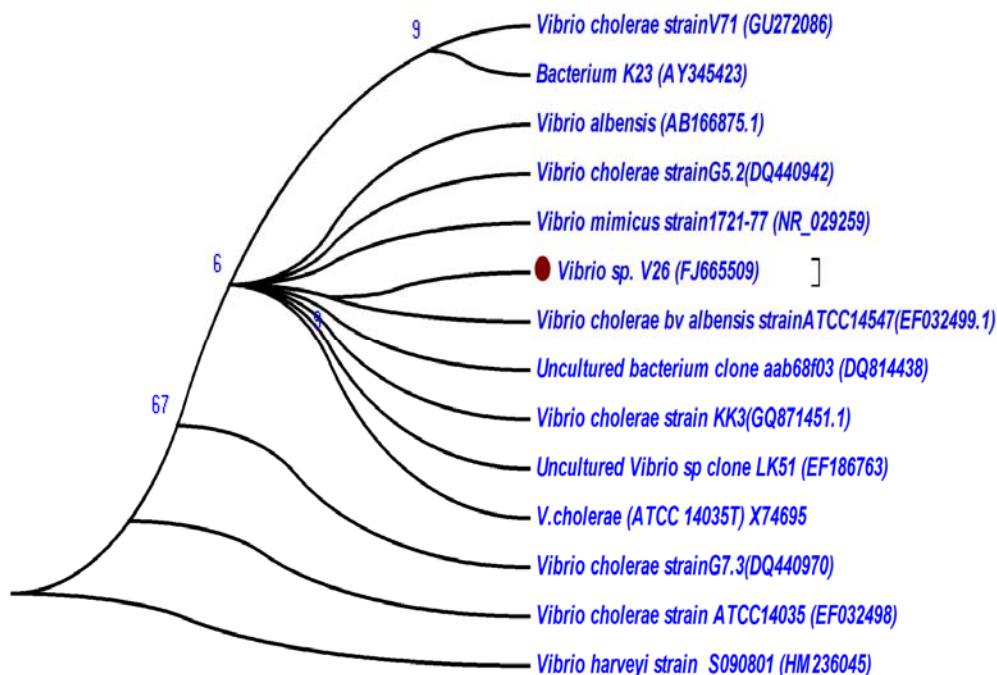 9
Vibrio cholerae strainV71 (GU272086)
Bacterium K23 (AY345423)
Vibrio albensis (AB166875.1)
Vibrio cholerae strainG5.2(DQ440942)
Vibrio mimicus strain1721-77 (NR_029259)
6
Vibrio sp. V26 (FJ665509)
9
Vibrio cholerae bv albensis strainATCC14547(EF032499.1)
Uncultured bacterium clone aab68f03 (DQ814438)
67
Vibrio cholerae strain KK3(GQ871451.1)
Uncultured Vibrio sp clone LK51 (EF186763)
V.cholerae (ATCC 14035T) X74695
Vibrio cholerae strainG7.3(DQ440970)
Vibrio cholerae strain ATCC14035 (EF032498)
Vibrio harveyi strain S090801 (HM236045)